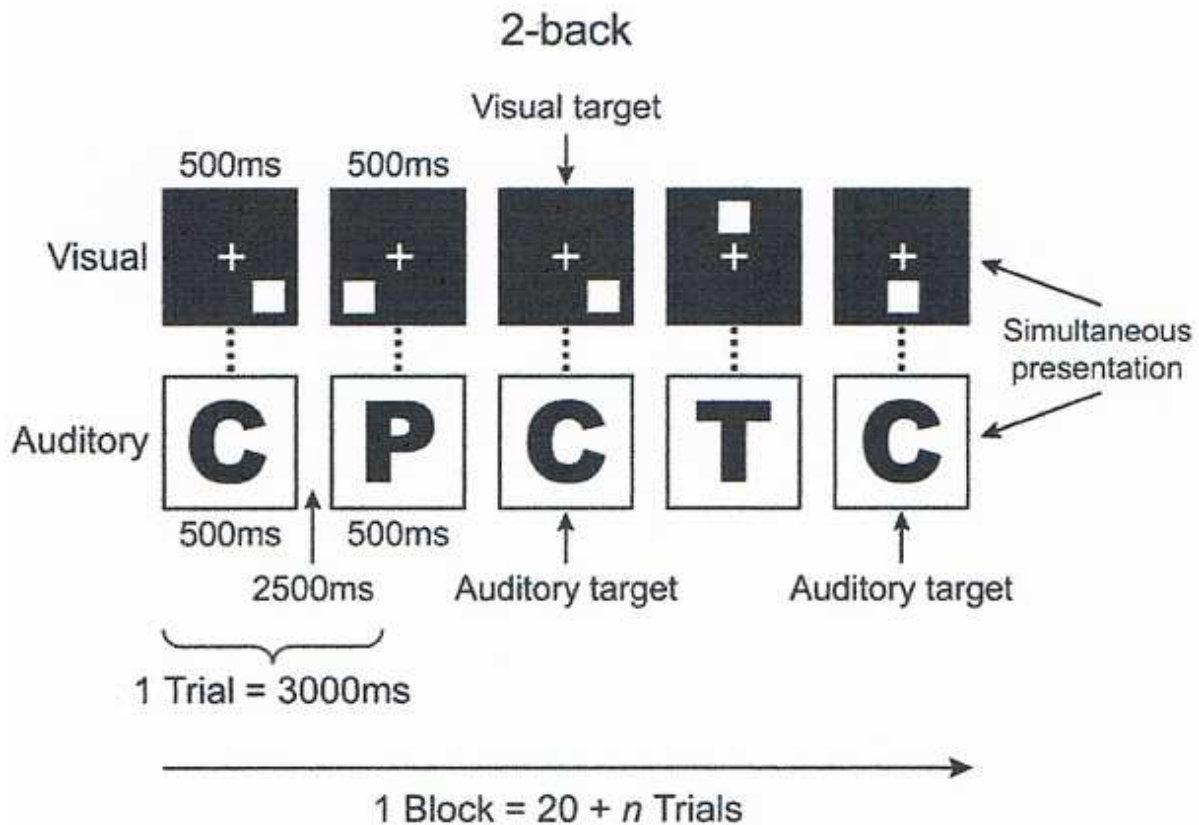 2-back
Visual target
500ms 500ms
Visual
Simultaneous
presentation
Auditory
C P C T C
500ms 500ms
2500ms
Auditory target Auditory target
1 Trial = 3000ms
1 Block = 20 + n Trials